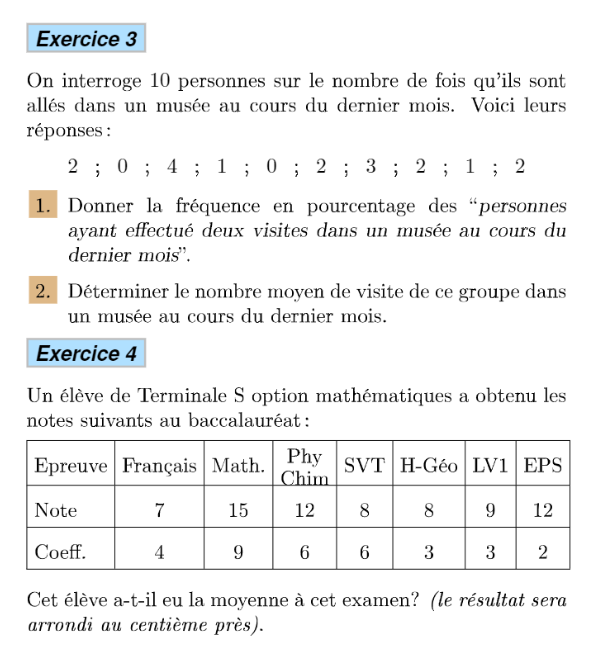 Exercice 3
On interroge 10 personnes sur le nombre de fois qu'ils sont
allés dans un musée au cours du dernier mois. Voici leurs
réponses :
2 ; 0 ; 4 ; 1 ; 0 ; 2 ; 3 ; 2 ; 1 ; 2
1. Donner la fréquence en pourcentage des “personnes
ayant effectué deux visites dans un musée au cours du
dernier mois”.
2. Déterminer le nombre moyen de visite de ce groupe dans
un musée au cours du dernier mois.
Exercice 4
Un élève de Terminale S option mathématiques a obtenu les
notes suivants au baccalauréat :
Epreuve Français Math. Phy Chim SVT H-Géo LV1 EPS
Note 7 15 12 8 8 9 12
Coeff. 4 9 6 6 3 3 2
Cet élève a-t-il eu la moyenne à cet examen? (le résultat sera
arrondi au centième près).